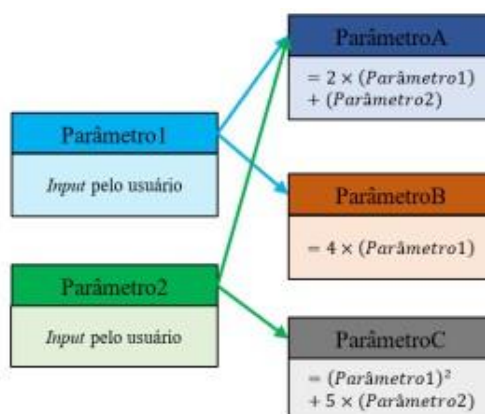 ParâmetroA
= 2 × (Parâmetro1)
+ (Parâmetro2)
Parâmetro1
Input pelo usuário
ParâmetroB
= 4 × (Parâmetro1)
Parâmetro2
Input pelo usuário
ParâmetroC
= (Parâmetro1)²
+ 5 × (Parâmetro2)